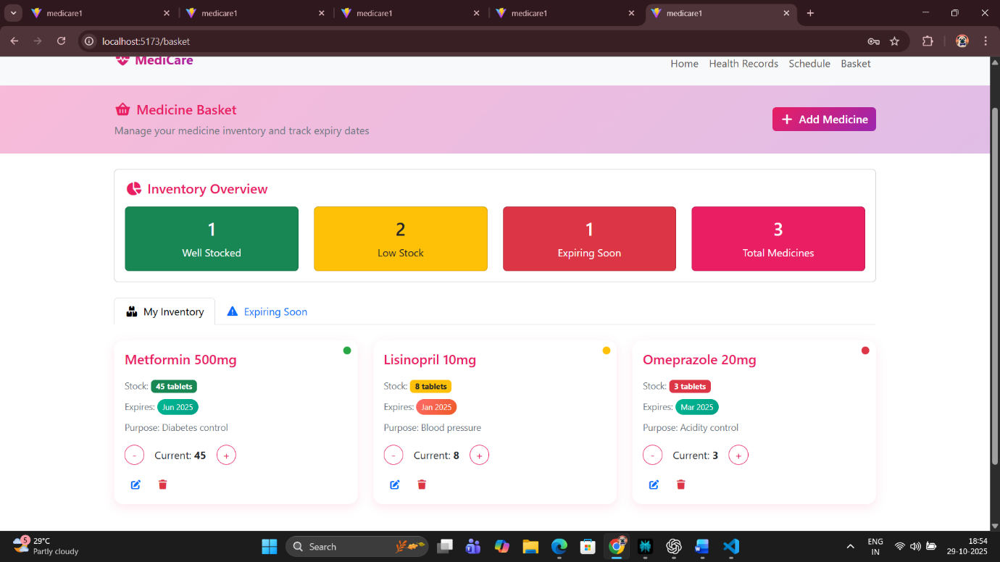 medicare1
medicare1
medicare1
medicare1
medicare1
localhost:5173/basket
MediCare
Home Health Records Schedule Basket
Medicine Basket
Manage your medicine inventory and track expiry dates
+ Add Medicine
Inventory Overview
1
Well Stocked
2
Low Stock
1
Expiring Soon
3
Total Medicines
My Inventory
Expiring Soon
Metformin 500mg
Stock: 45 tablets
Expires: Jun 2025
Purpose: Diabetes control
- Current: 45 +
Lisinopril 10mg
Stock: 8 tablets
Expires: Jan 2025
Purpose: Blood pressure
- Current: 8 +
Omeprazole 20mg
Stock: 3 tablets
Expires: Mar 2025
Purpose: Acidity control
- Current: 3 +
5
29°C
Partly cloudy
Search
ENG
IN
18:54
29-10-2025